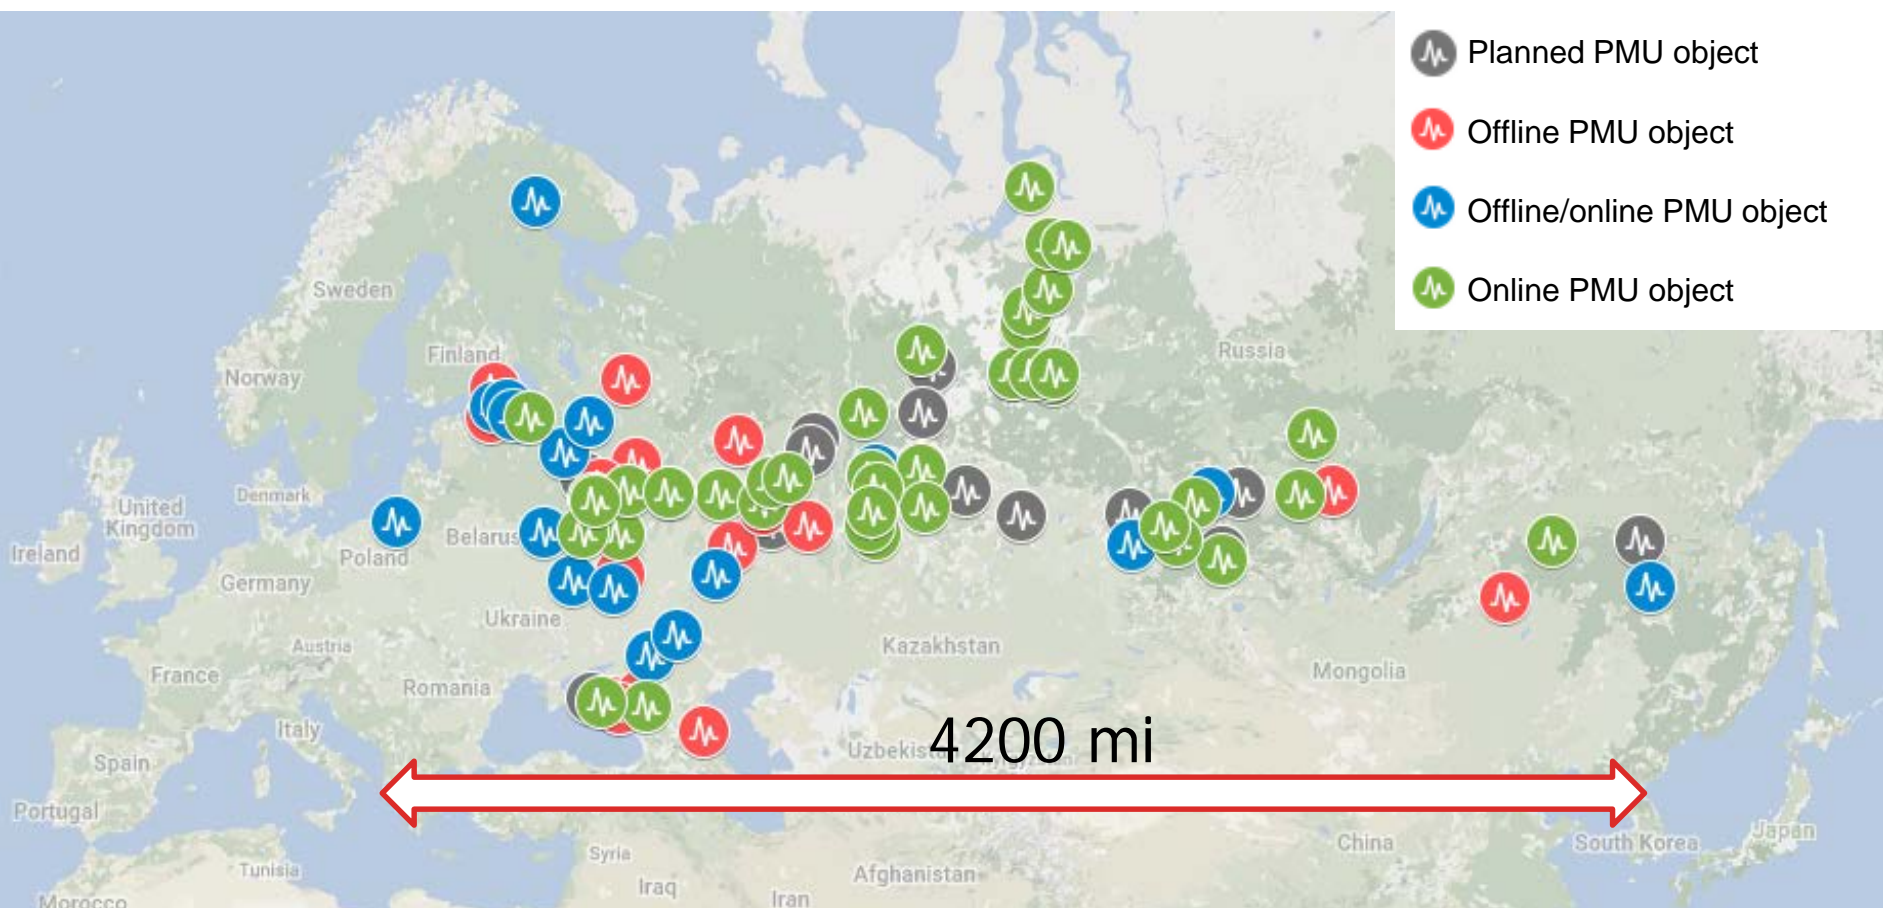 Planned PMU object
Offline PMU object
Offline/online PMU object
Online PMU object
Sweden
Finland
Norway
Russia
United
Kingdom
Denmark
Ireland
Belarus
Poland
Germany
Ukraine
Austria
Kazakhstan
France
Romania
Mongolia
Italy
Spain
4200 mi
Portugal
Japan
China
South Korea
Syria
Tunisia
Afghanistan
Iraq
Iran
Morocco